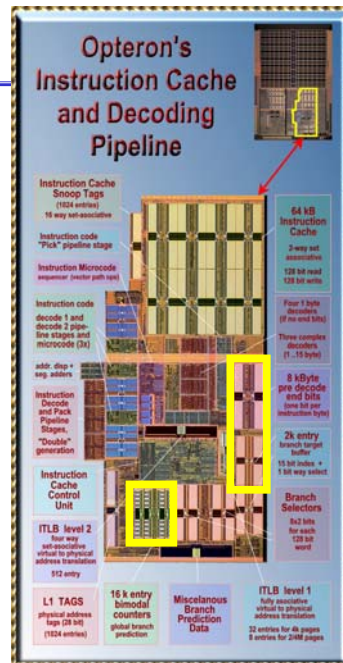 Opteron's
Instruction Cache
and Decoding
Pipeline
Instruction Cache
Snoop Tags
(1024 entries)
16 way set-associative
Instruction code
"Pick" pipeline stage
Instruction Microcode
sequencer (vector path ops)
Instruction code
decode 1 and
decode 2 pipe-
line stages and
microcode (3x)
addr. disp +
seg. adders
Instruction
Decode and Pack
Pipeline
Stages,
"Double"
generation
Instruction
Cache Control
Unit
ITLB level 2
four way
set-associative
virtual to physical
address translation
512 entry
L1 TAGS
physical address
tags (28 bit)
(1024 entries)
16 k entry
bimodal
counters
global branch
prediction
Miscelanous
Branch
Prediction
Data
64 kB
Instruction
Cache
2-way set
associative
128 bit read
128 bit write
Four 1 byte
decoders
(if no end bits)
Three complex
decoders
(1 ..15 byte)
8 kByte
pre decode
end bits
(one bit per
instruction byte)
2k entry
branch target
buffer
15 bit index +
1 bit way select
Branch
Selectors
8x2 bits
for each
128 bit
word
ITLB level 1
fully asociative
virtual to physical
address translation
32 entries for 4k pages
8 entries for 2/4M pages